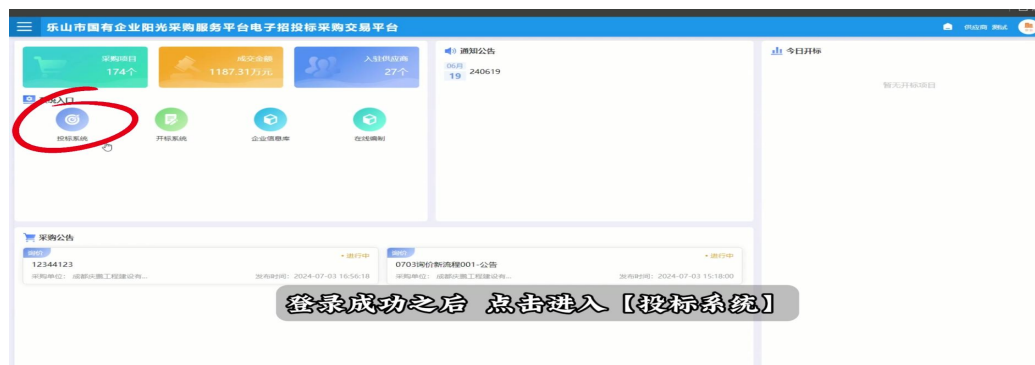 乐山市国有企业阳光采购服务平台电子招投标采购交易平台
供应商 测试
采购项目
174个
成交金额
1187.31万元
入驻供应商
27个
通知公告
06月
19
240619
今日开标
暂无开标项目
系统入口
投标系统
开标系统
企业信息库
在线编制
采购公告
询价
进行中
12344123
采购单位： 成都庆鹏工程建设有...
发布时间： 2024-07-03 16:56:18
询价
进行中
0703询价新流程001-公告
采购单位： 成都庆鹏工程建设有...
发布时间： 2024-07-03 15:18:00
登录成功之后 点击进入【投标系统】